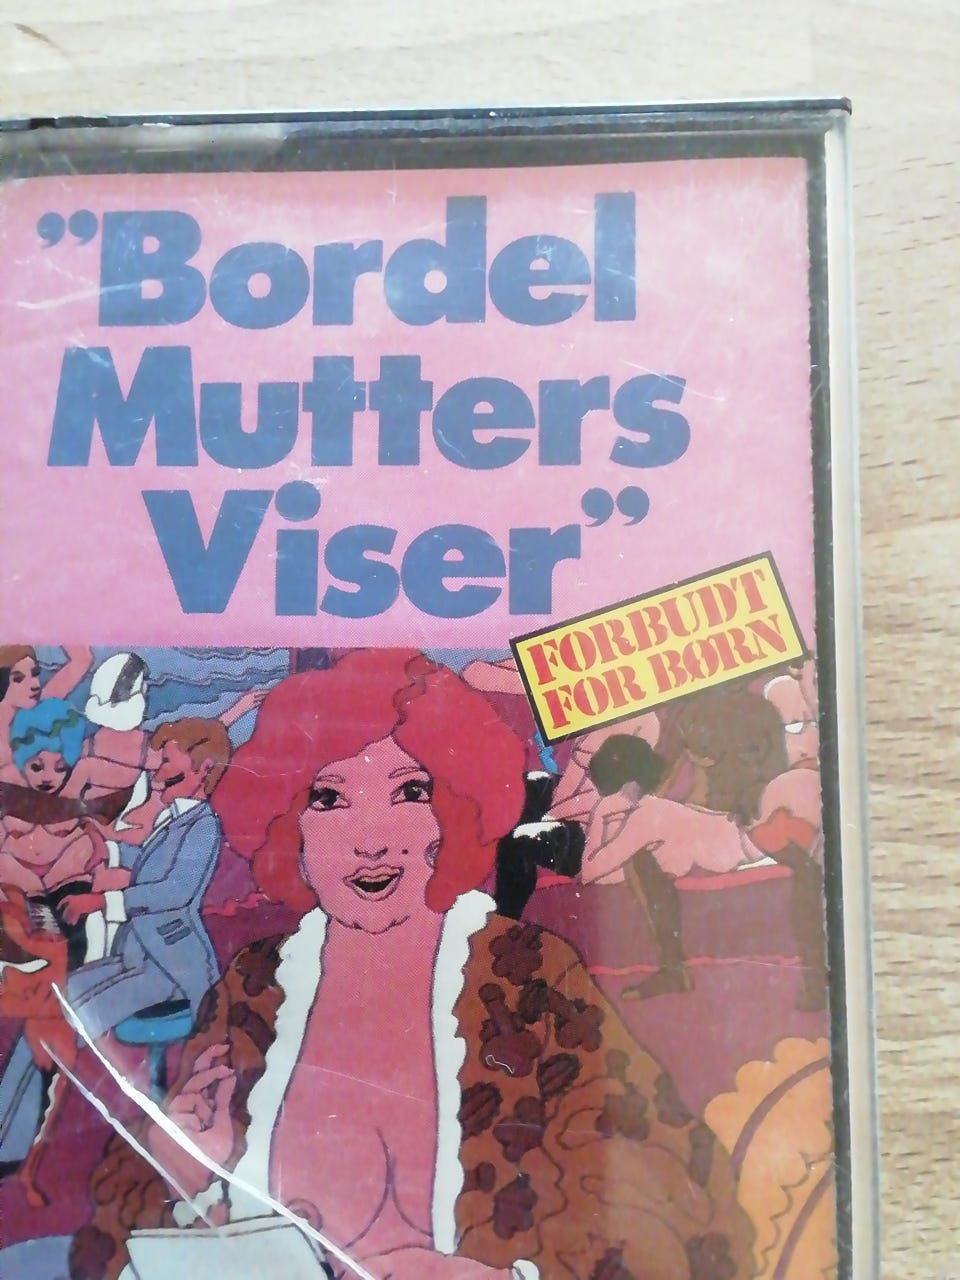 ”Bordel
Mutters
Viser”
FORBUDT
FOR BØRN